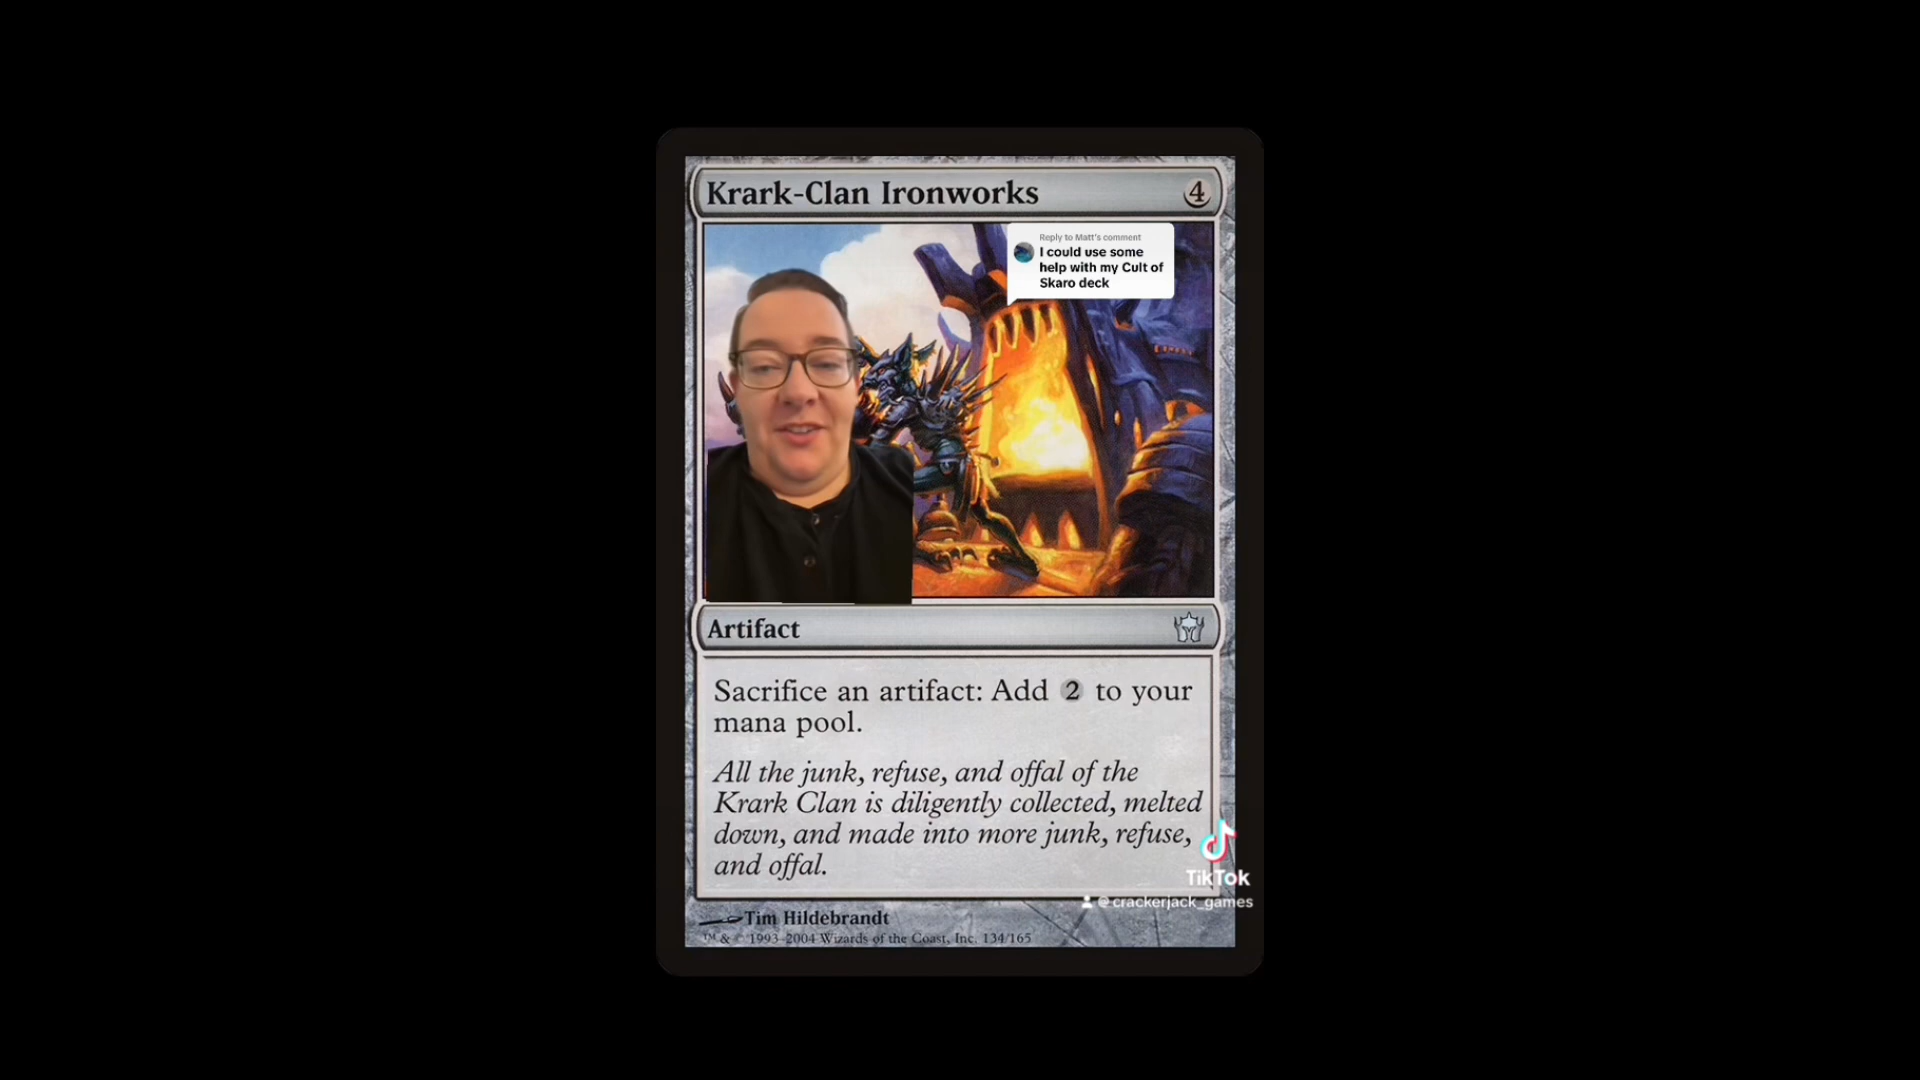 Krark-Clan Ironworks 4
Reply to Matt's comment
I could use some
help with my Cult of
Skaro deck
Artifact
Sacrifice an artifact: Add 2 to your
mana pool.
All the junk, refuse, and offal of the
Krark Clan is diligently collected, melted
down, and made into more junk, refuse,
and offal.
TikTok
@crackerjack_games
Tim Hildebrandt
™ & © 1993-2004 Wizards of the Coast, Inc. 134/165